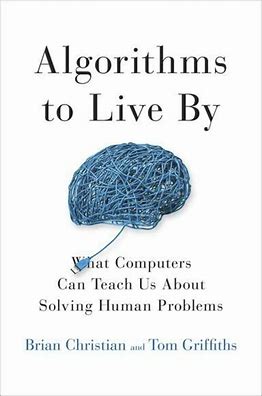 Algorithms
to Live By
What Computers
Can Teach Us About
Solving Human Problems
Brian Christian and Tom Griffiths